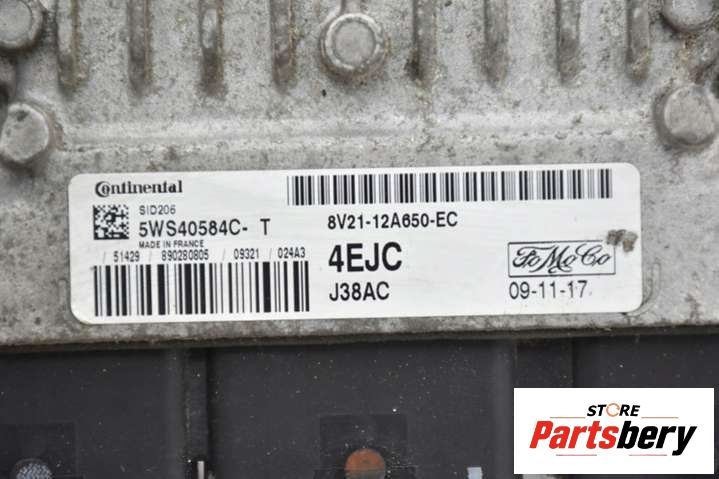 Continental
SID206
5WS40584C- T
MADE IN FRANCE
/ 51429 / 890280805 / 09321 / 024A3
8V21-12A650-EC
4EJC
J38AC
FoMoCo
09-11-17
STORE
Partsbery